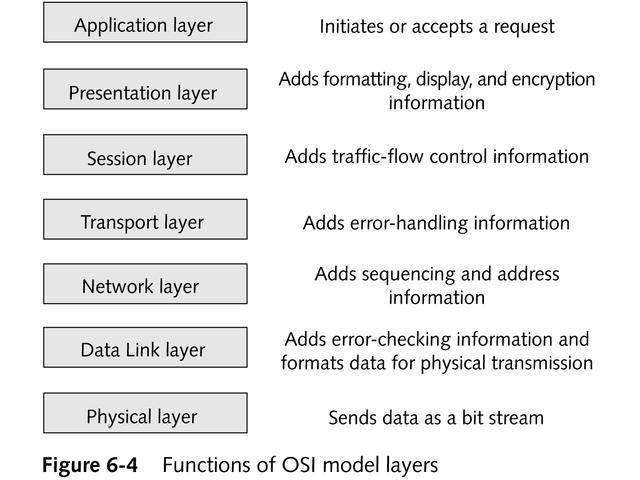 Application layer
Initiates or accepts a request
Presentation layer
Adds formatting, display, and encryption
information
Session layer
Adds traffic-flow control information
Transport layer
Adds error-handling information
Network layer
Adds sequencing and address
information
Data Link layer
Adds error-checking information and
formats data for physical transmission
Physical layer
Sends data as a bit stream
Figure 6-4 Functions of OSI model layers